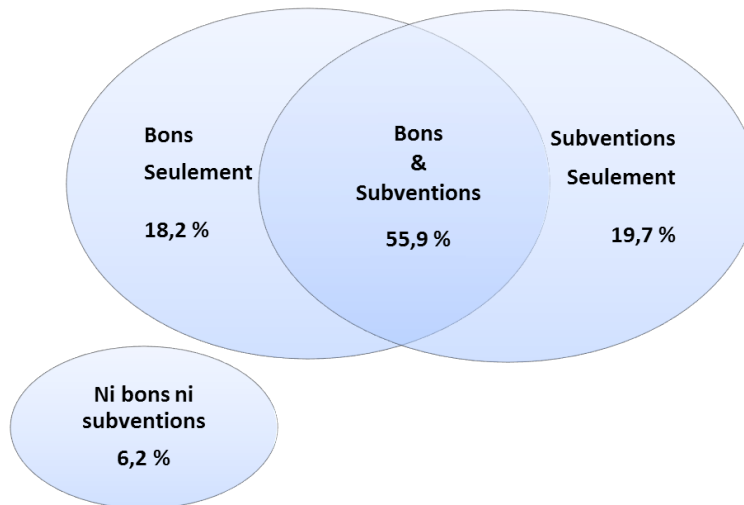 Bons
Seulement
18,2 %
Bons
&
Subventions
55,9 %
Subventions
Seulement
19,7 %
Ni bons ni
subventions
6,2 %